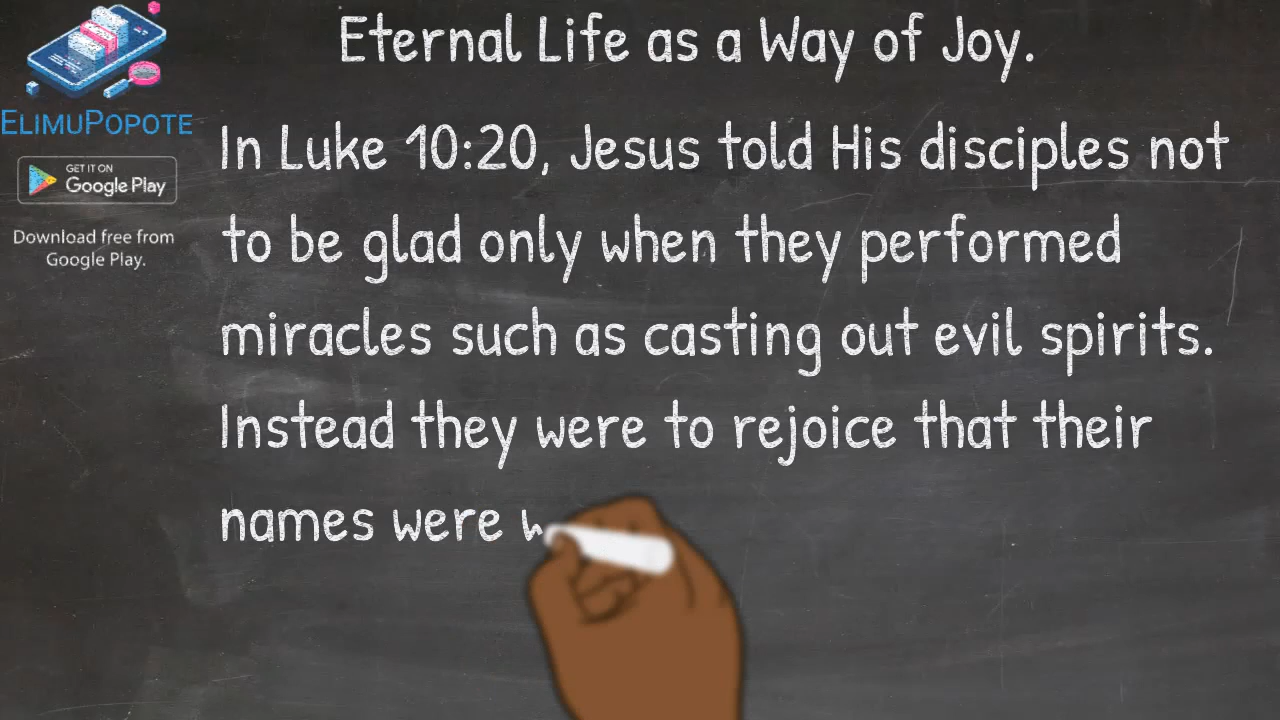 Eternal Life as a Way of Joy.
ELIMUPOPOTE
GET IT ON
Google Play
Download free from
Google Play.
In Luke 10:20, Jesus told His disciples not
to be glad only when they performed
miracles such as casting out evil spirits.
Instead they were to rejoice that their
names were w